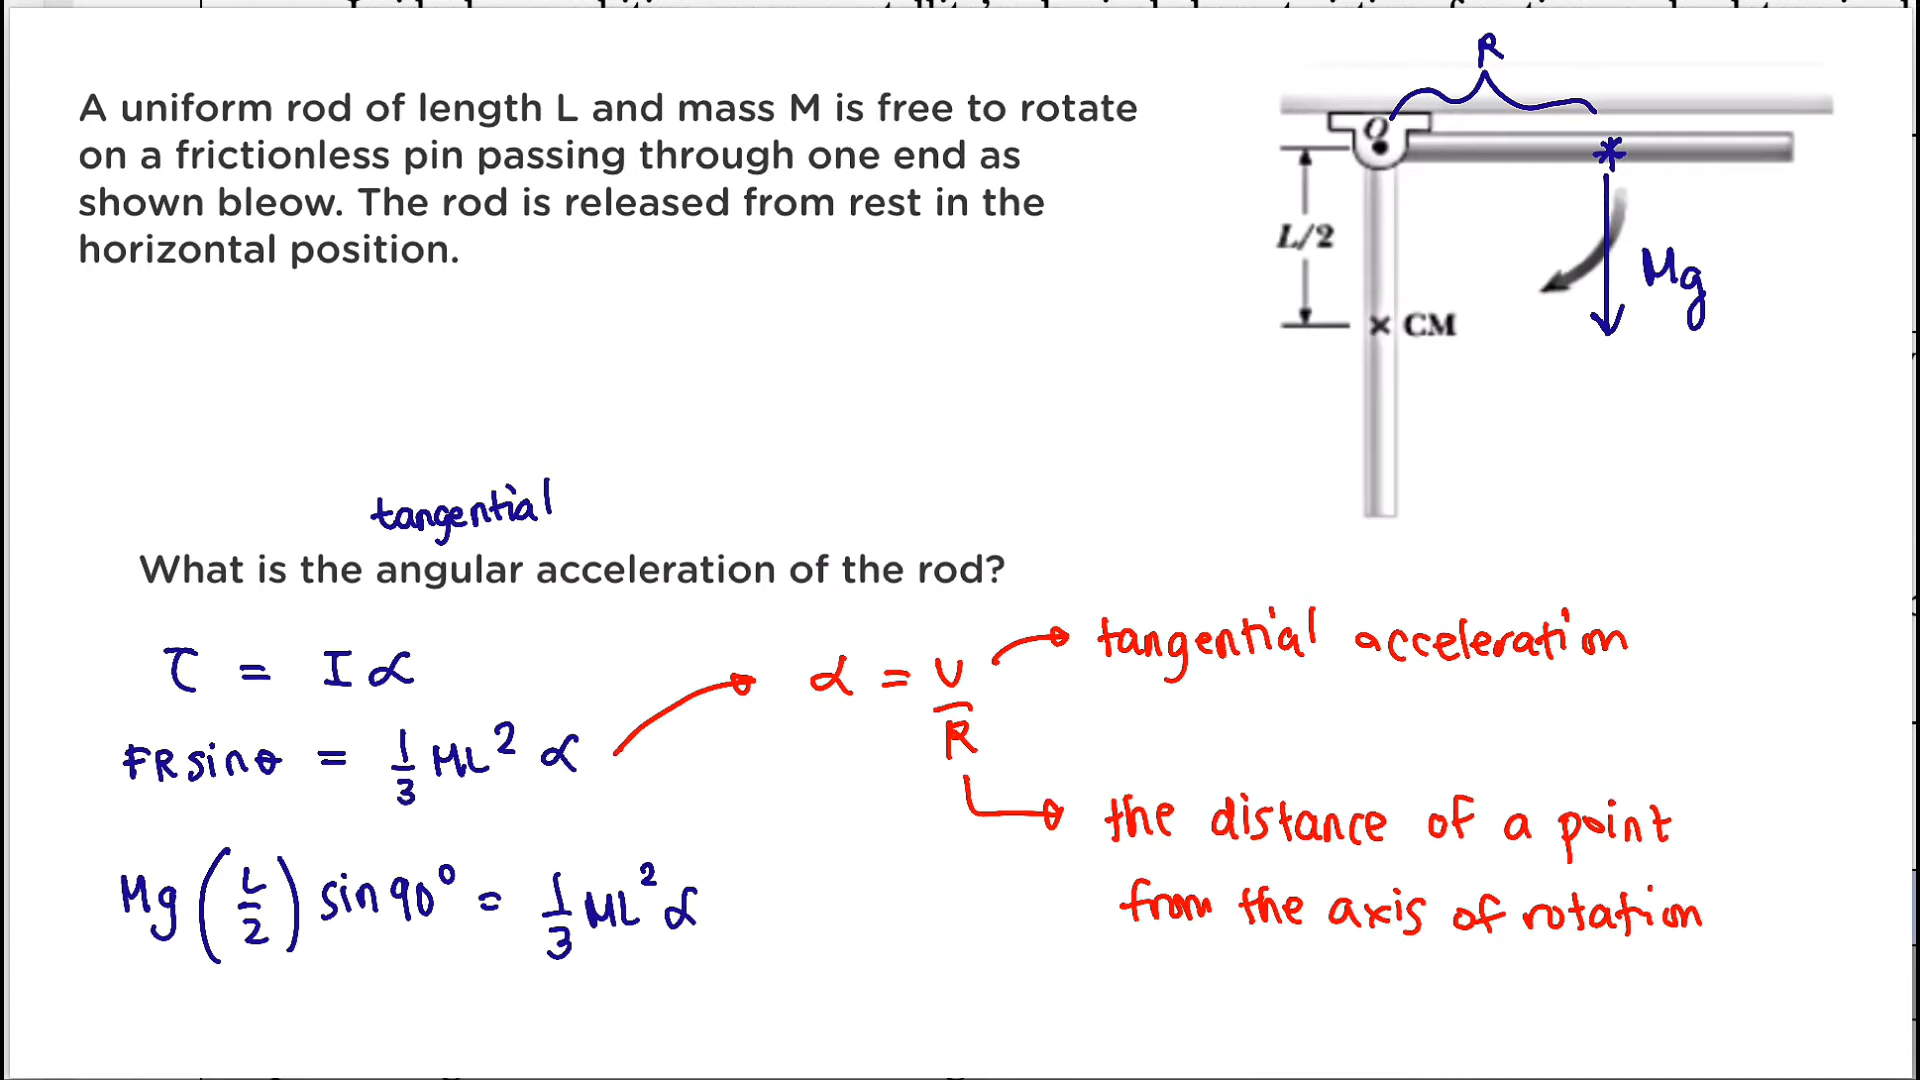 A uniform rod of length L and mass M is free to rotate
on a frictionless pin passing through one end as
shown bleow. The rod is released from rest in the
horizontal position.
R
O
L/2
CM
Mg
tangential
What is the angular acceleration of the rod?
τ = I α
FR sin θ = 1/3 ML² α
Mg (L/2) sin 90° = 1/3 ML² α
α = v/R
tangential acceleration
the distance of a point
from the axis of rotation